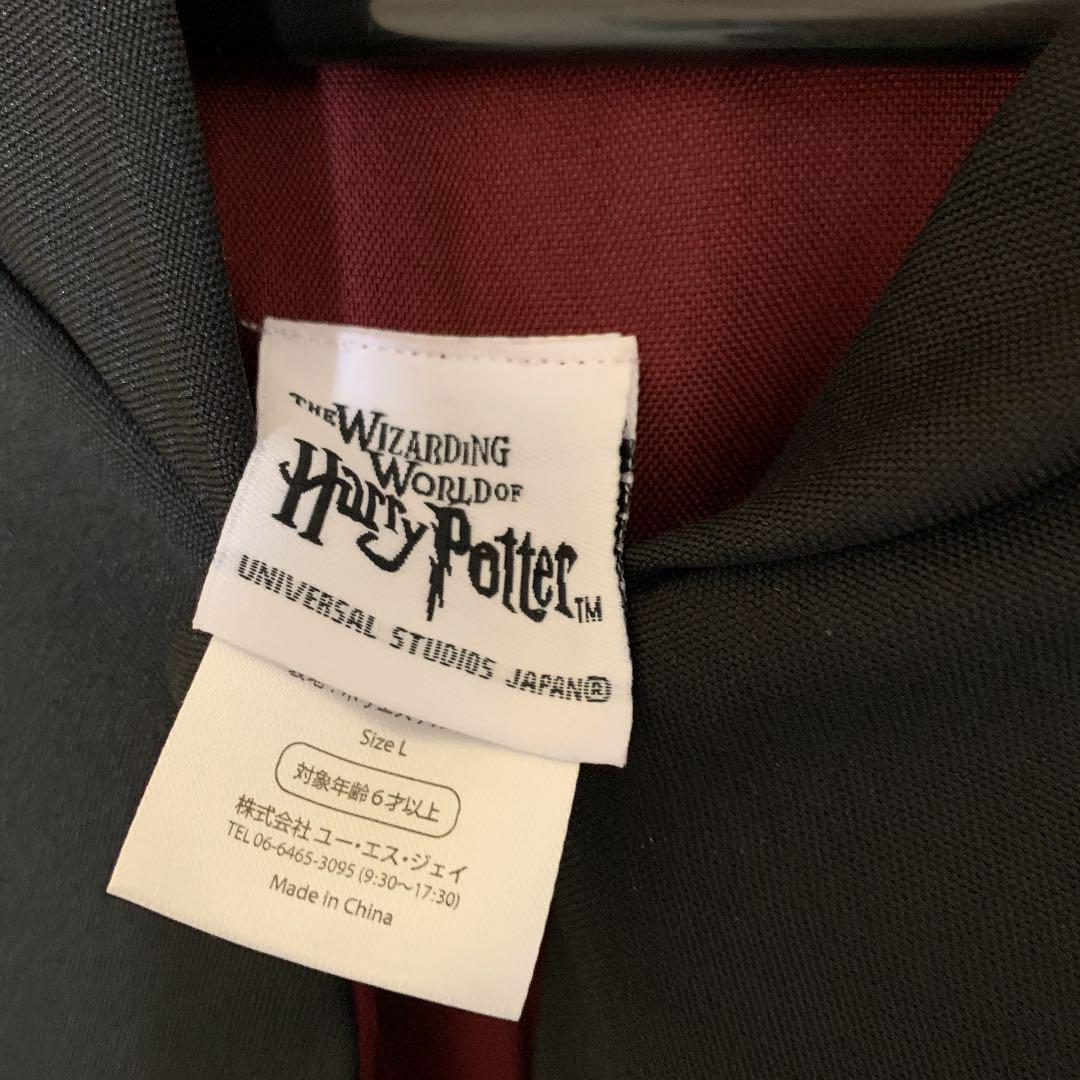 THE WIZARDING
WORLD OF
Harry Potter TM
UNIVERSAL STUDIOS JAPAN®
Size L
対象年齢6才以上
株式会社 ユー・エス・ジェイ
TEL 06-6465-3095 (9:30～17:30)
Made in China